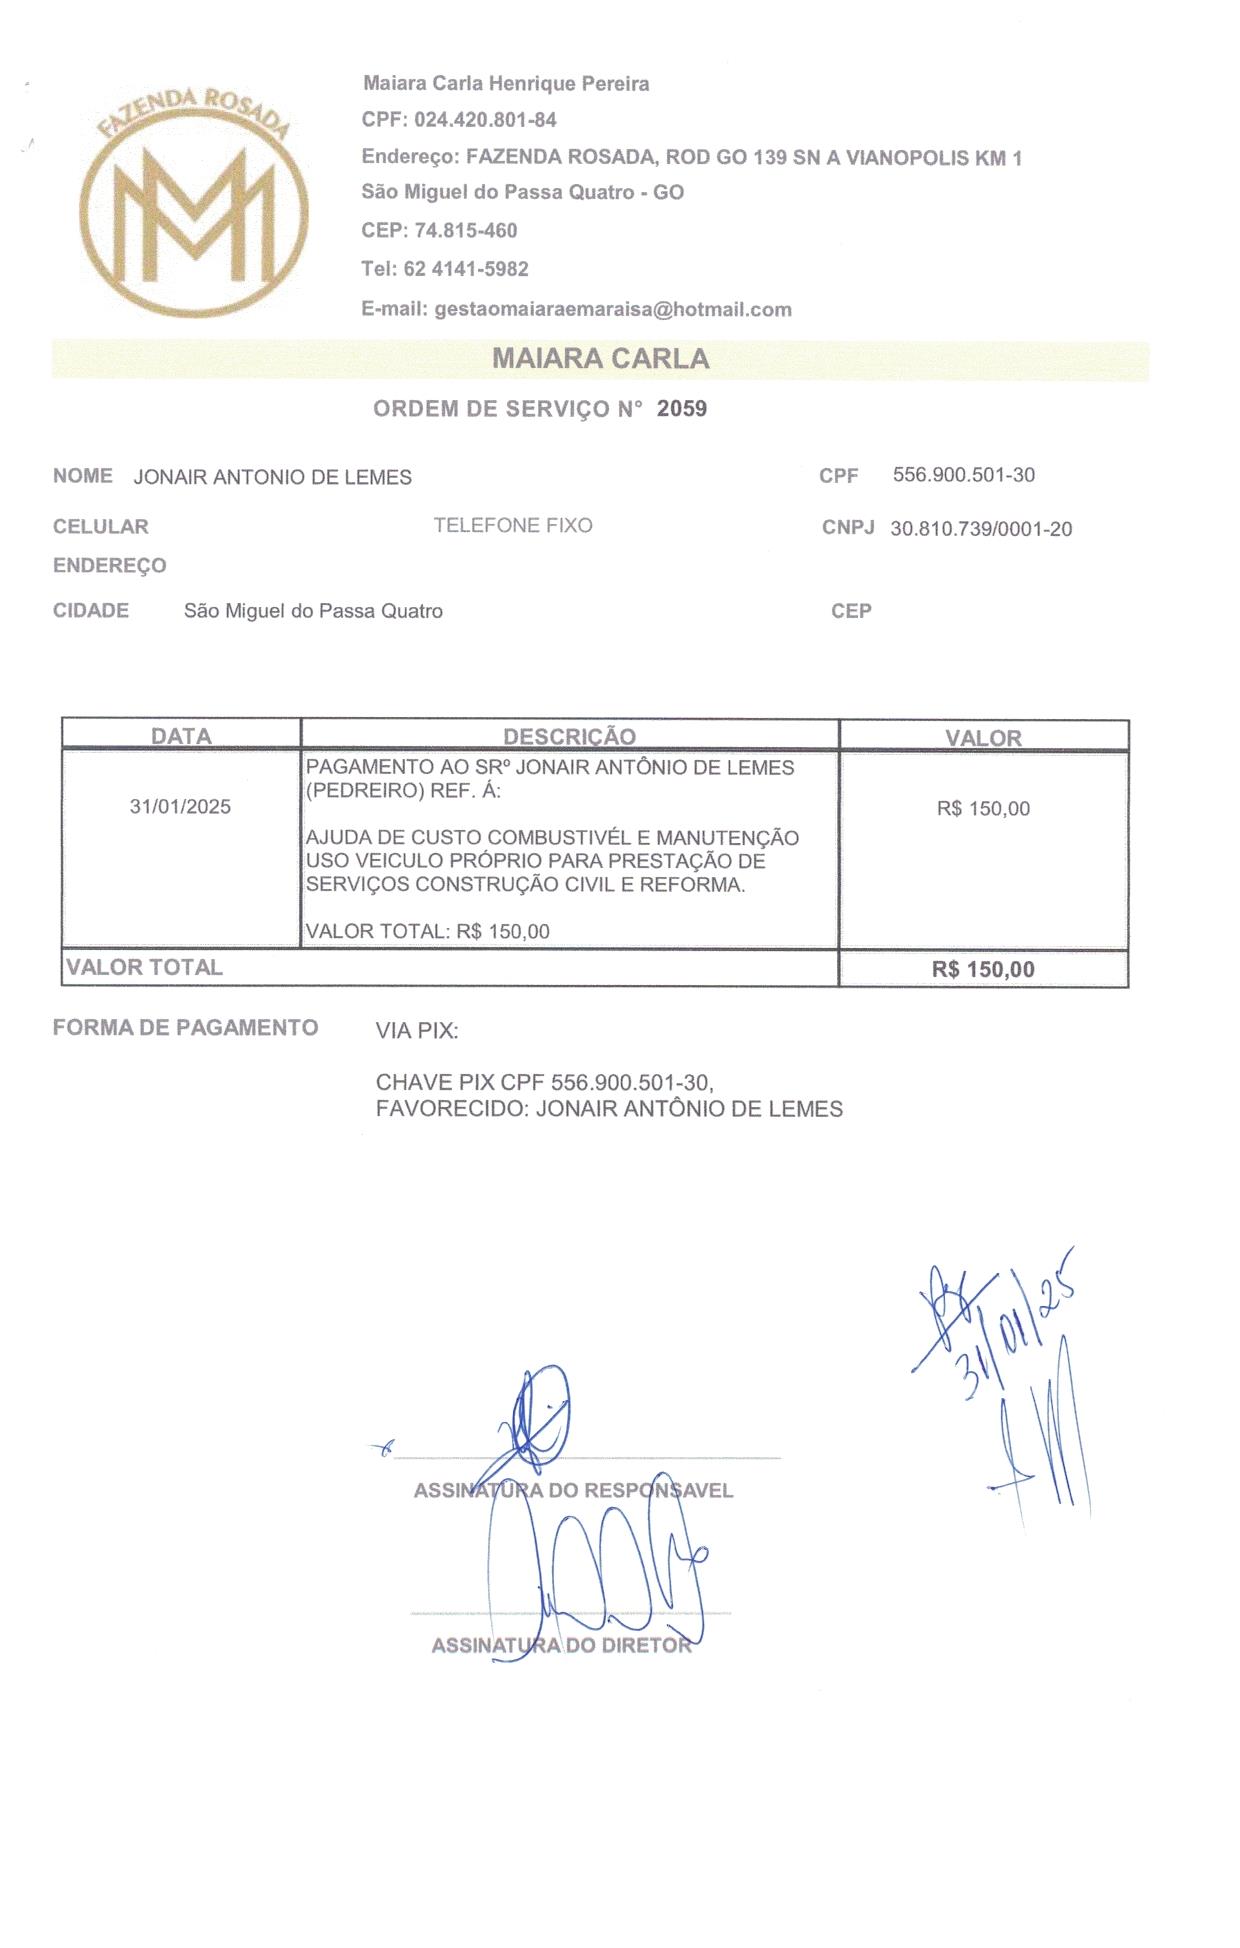 FAZENDA ROSADA
MM
Maiara Carla Henrique Pereira
CPF: 024.420.801-84
Endereço: FAZENDA ROSADA, ROD GO 139 SN A VIANOPOLIS KM 1
São Miguel do Passa Quatro - GO
CEP: 74.815-460
Tel: 62 4141-5982
E-mail: gestaomaiaraemaraisa@hotmail.com
MAIARA CARLA
ORDEM DE SERVIÇO N° 2059
NOME JONAIR ANTONIO DE LEMES CPF 556.900.501-30
CELULAR TELEFONE FIXO CNPJ 30.810.739/0001-20
ENDEREÇO
CIDADE São Miguel do Passa Quatro CEP
DATA DESCRIÇÃO VALOR
PAGAMENTO AO SRº JONAIR ANTÔNIO DE LEMES
(PEDREIRO) REF. Á:
31/01/2025 R$ 150,00
AJUDA DE CUSTO COMBUSTIVÉL E MANUTENÇÃO
USO VEICULO PRÓPRIO PARA PRESTAÇÃO DE
SERVIÇOS CONSTRUÇÃO CIVIL E REFORMA.
VALOR TOTAL: R$ 150,00
VALOR TOTAL R$ 150,00
FORMA DE PAGAMENTO VIA PIX:
CHAVE PIX CPF 556.900.501-30,
FAVORECIDO: JONAIR ANTÔNIO DE LEMES
31/01/25
ASSINATURA DO RESPONSAVEL
ASSINATURA DO DIRETOR